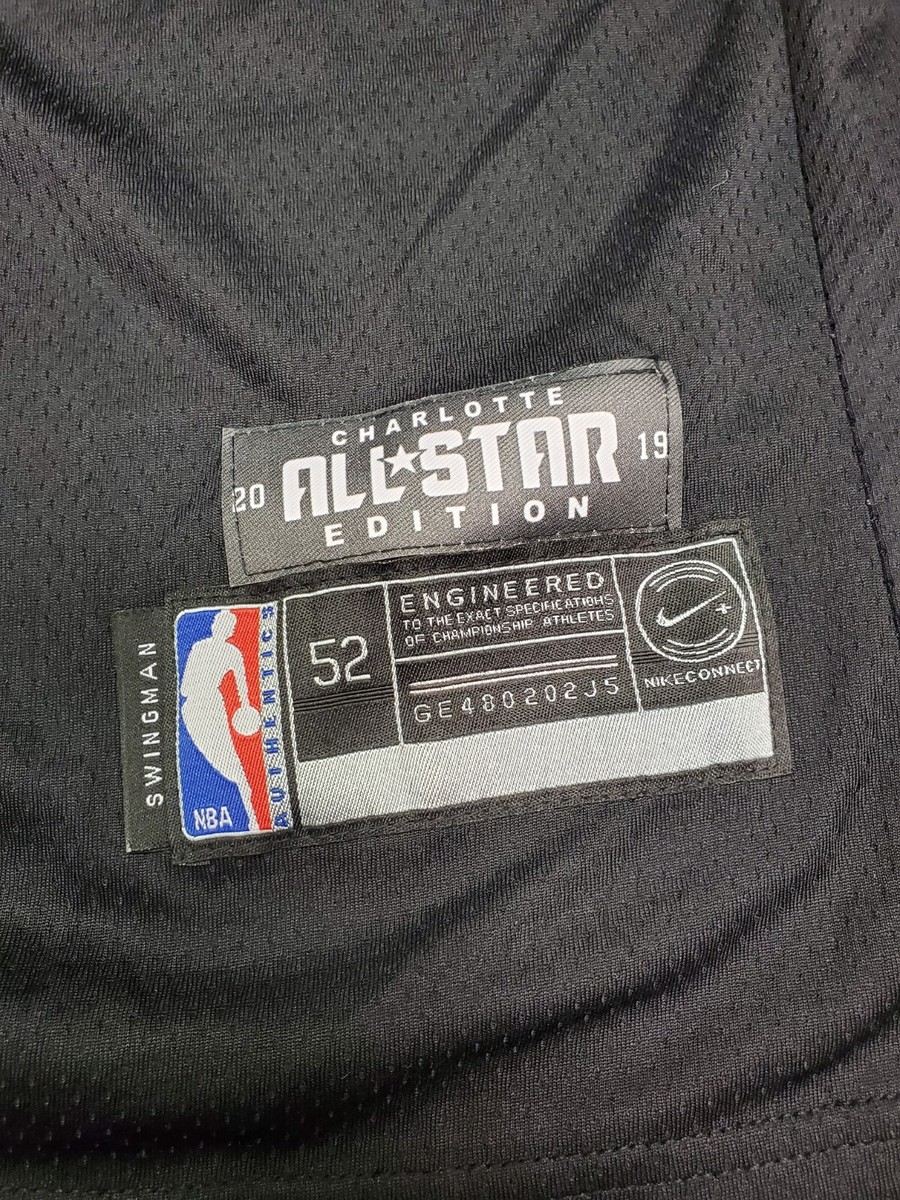 CHARLOTTE
20 ALL★STAR 19
EDITION
SWINGMAN
NBA
AUTHENTICS
52
ENGINEERED
TO THE EXACT SPECIFICATIONS
OF CHAMPIONSHIP ATHLETES
GE480202J5
NIKECONNECT